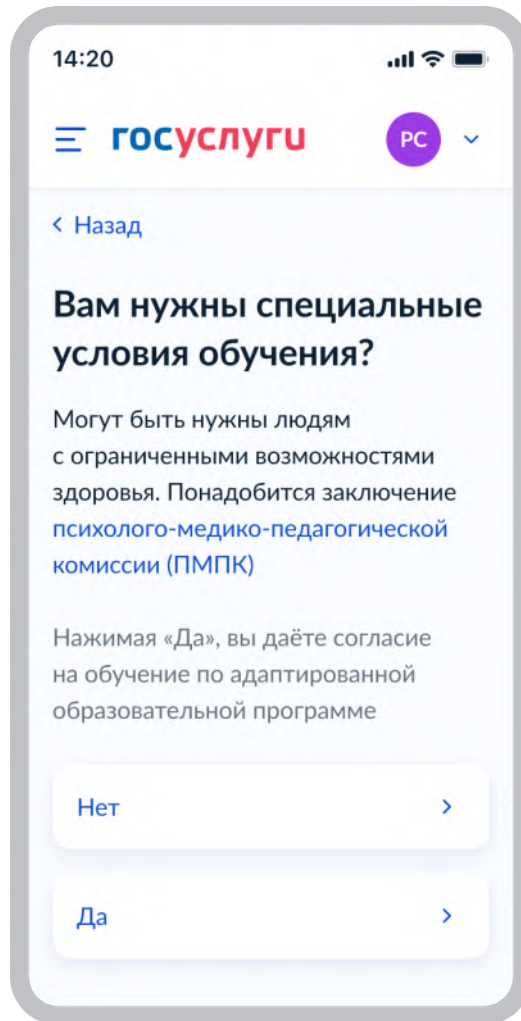 14:20
госуслуги
РС
Назад
Вам нужны специальные
условия обучения?
Могут быть нужны людям
с ограниченными возможностями
здоровья. Понадобится заключение
психолого-медико-педагогической
комиссии (ПМПК)
Нажимая «Да», вы даёте согласие
на обучение по адаптированной
образовательной программе
Нет
Да